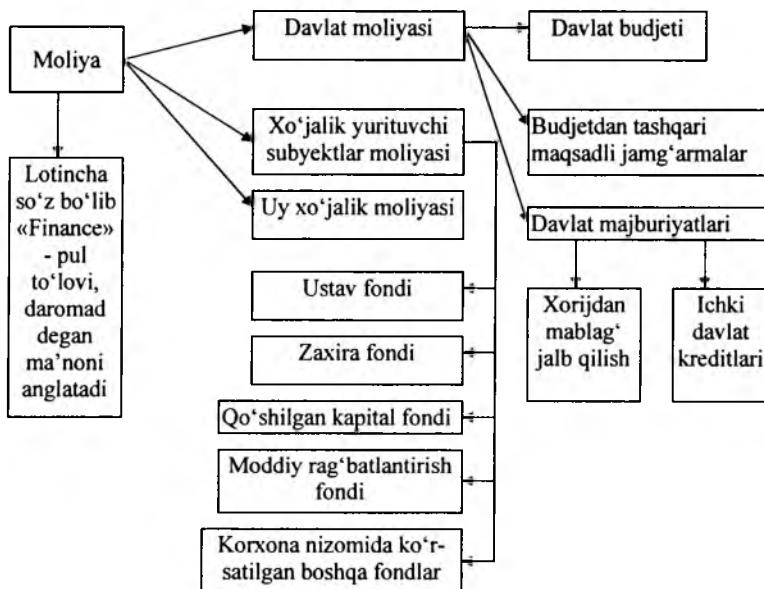 Moliya
Lotincha
so‘z bo‘lib
«Finance»
- pul
to‘lovi,
daromad
degan
ma’noni
anglatadi
Davlat moliyasi
Xo‘jalik yurituvchi
subyektlar moliyasi
Uy xo‘jalik moliyasi
Ustav fondi
Zaxira fondi
Qo‘shilgan kapital fondi
Moddiy rag‘batlantirish
fondi
Korxona nizomida ko‘r-
satilgan boshqa fondlar
Davlat budjeti
Budjetdan tashqari
maqsadli jamg‘armalar
Davlat majburiyatlari
Xorijdan
mablag‘
jalb qilish
Ichki
davlat
kreditlari